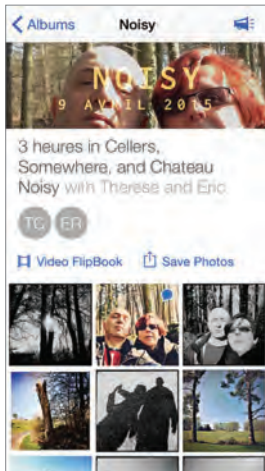 Albums Noisy
NOISY
9 AVRIL 2015
3 heures in Cellers,
Somewhere, and Chateau
Noisy with Therese and Eric
TG ER
Video FlipBook Save Photos